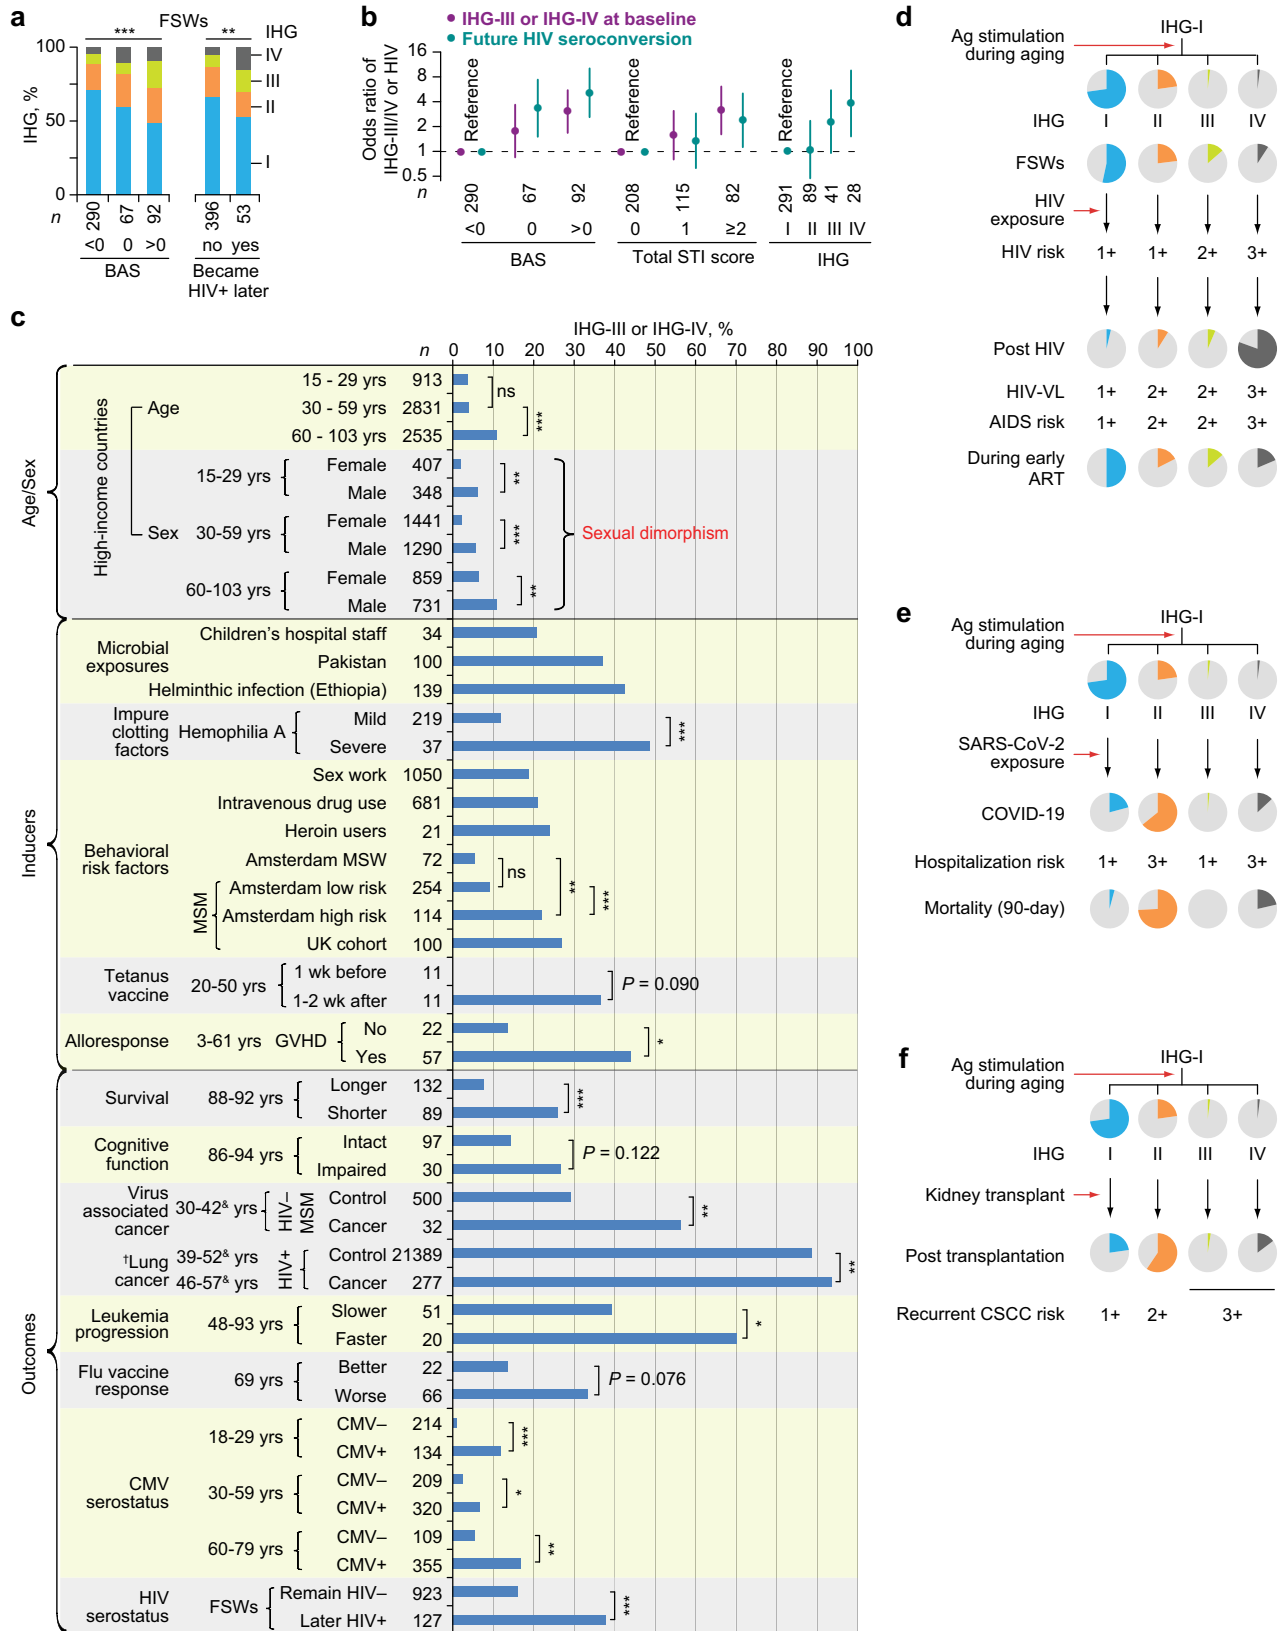 a
FSWs
***
**
IHG
IV
III
II
I
IHG, %
100
50
0
n
290
67
92
396
53
<0
0
>0
no
yes
BAS
Became
HIV+ later
b
IHG-III or IHG-IV at baseline
Future HIV seroconversion
Odds ratio of
IHG-III/IV or HIV
16
8
4
2
1
0.5
Reference
Reference
Reference
n
290
67
92
208
115
82
291
89
41
28
<0
0
>0
0
1
≥2
I
II
III
IV
BAS
Total STI score
IHG
c
IHG-III or IHG-IV, %
n
0 10 20 30 40 50 60 70 80 90 100
Age/Sex
High-income countries
Age
15 - 29 yrs 913
30 - 59 yrs 2831
60 - 103 yrs 2535
ns
***
Sex
15-29 yrs
Female 407
Male 348
**
30-59 yrs
Female 1441
Male 1290
***
60-103 yrs
Female 859
Male 731
**
Sexual dimorphism
Inducers
Microbial
exposures
Children's hospital staff 34
Pakistan 100
Helminthic infection (Ethiopia) 139
Impure
clotting
factors
Hemophilia A
Mild 219
Severe 37
***
Behavioral
risk factors
Sex work 1050
Intravenous drug use 681
Heroin users 21
Amsterdam MSW 72
MSM
Amsterdam low risk 254
Amsterdam high risk 114
UK cohort 100
ns
**
***
Tetanus
vaccine
20-50 yrs
1 wk before 11
1-2 wk after 11
P = 0.090
Alloresponse
3-61 yrs
GVHD
No 22
Yes 57
*
Outcomes
Survival
88-92 yrs
Longer 132
Shorter 89
***
Cognitive
function
86-94 yrs
Intact 97
Impaired 30
P = 0.122
Virus
associated
cancer
30-42& yrs
HIV–
MSM
Control 500
Cancer 32
**
†Lung
cancer
39-52& yrs
46-57& yrs
HIV+
Control 21389
Cancer 277
**
Leukemia
progression
48-93 yrs
Slower 51
Faster 20
*
Flu vaccine
response
69 yrs
Better 22
Worse 66
P = 0.076
CMV
serostatus
18-29 yrs
CMV– 214
CMV+ 134
***
30-59 yrs
CMV– 209
CMV+ 320
*
60-79 yrs
CMV– 109
CMV+ 355
**
HIV
serostatus
FSWs
Remain HIV– 923
Later HIV+ 127
***
d
Ag stimulation
during aging
IHG-I
IHG I II III IV
FSWs
HIV
exposure
HIV risk 1+ 1+ 2+ 3+
Post HIV
HIV-VL 1+ 2+ 2+ 3+
AIDS risk 1+ 2+ 2+ 3+
During early
ART
e
Ag stimulation
during aging
IHG-I
IHG I II III IV
SARS-CoV-2
exposure
COVID-19
Hospitalization risk 1+ 3+ 1+ 3+
Mortality (90-day)
f
Ag stimulation
during aging
IHG-I
IHG I II III IV
Kidney transplant
Post transplantation
Recurrent CSCC risk 1+ 2+ 3+